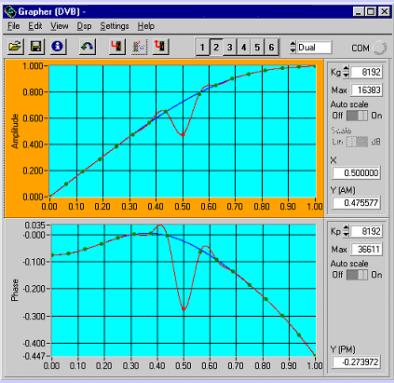 Grapher (DVB) -
File Edit View Dsp Settings Help
1 2 3 4 5 6 Dual COM
1.000
0.800
0.600
0.400
0.200
0.000
Amplitude
0.00 0.10 0.20 0.30 0.40 0.50 0.60 0.70 0.80 0.90 1.00
Kg 8192
Max 16383
Auto scale
Off On
Scale
Lin dB
X
0.500000
Y (AM)
0.475577
0.035
-0.000
-0.100
-0.200
-0.300
-0.400
-0.447
Phase
0.00 0.10 0.20 0.30 0.40 0.50 0.60 0.70 0.80 0.90 1.00
Kp 8192
Max 36611
Auto scale
Off On
Y (PM)
-0.273972